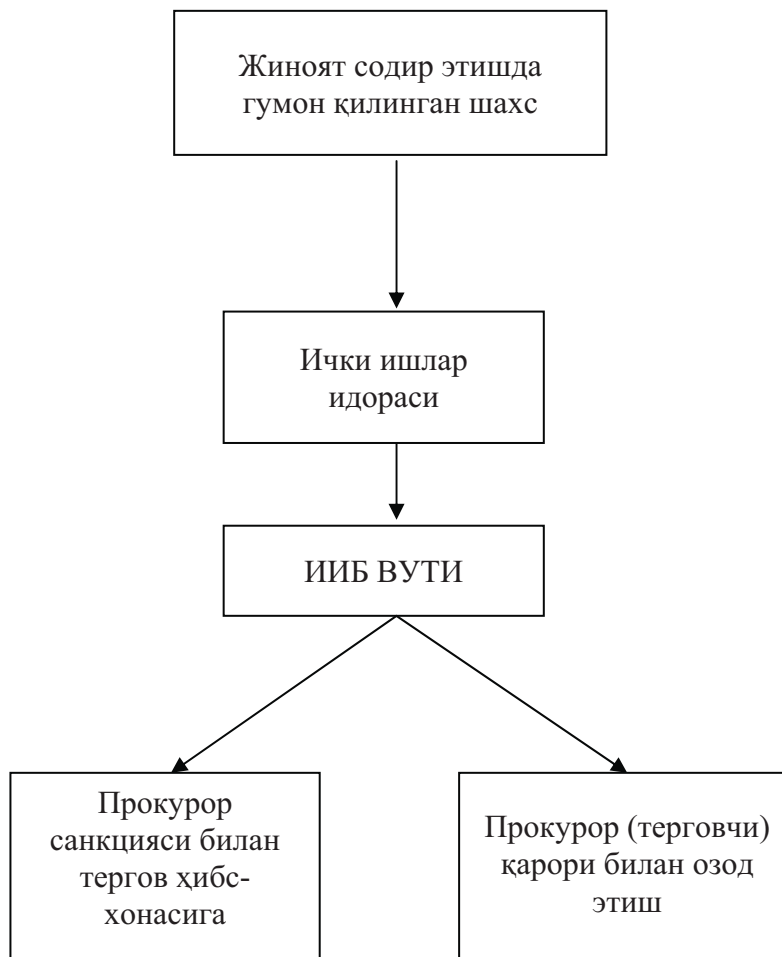 Жиноят содир этишда
гумон қилинган шахс
Ички ишлар
идораси
ИИБ ВУТИ
Прокурор
санкцияси билан
тергов ҳибс-
хонасига
Прокурор (терговчи)
қарори билан озод
этиш